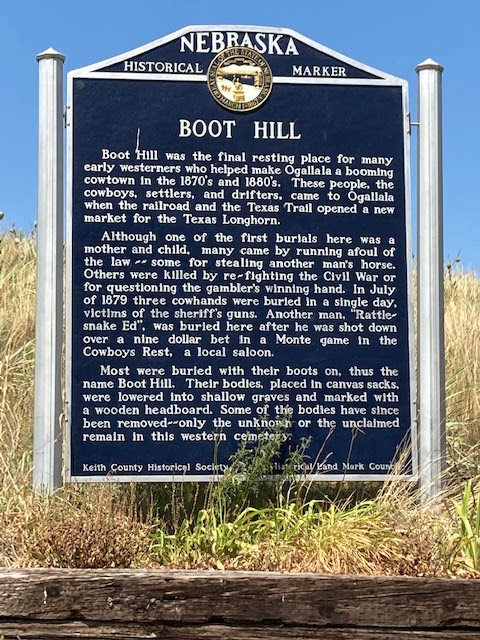 NEBRASKA
HISTORICAL MARKER
BOOT HILL
Boot Hill was the final resting place for many
early westerners who helped make Ogallala a booming
cowtown in the 1870's and 1880's. These people, the
cowboys, settlers, and drifters, came to Ogallala
when the railroad and the Texas Trail opened a new
market for the Texas Longhorn.
Although one of the first burials here was a
mother and child, many came by running afoul of
the law -- some for stealing another man's horse.
Others were killed by re-fighting the Civil War or
for questioning the gambler's winning hand. In July
of 1879 three cowhands were buried in a single day,
victims of the sheriff's guns. Another man, "Rattle-
snake Ed", was buried here after he was shot down
over a nine dollar bet in a Monte game in the
Cowboys Rest, a local saloon.
Most were buried with their boots on, thus the
name Boot Hill. Their bodies, placed in canvas sacks,
were lowered into shallow graves and marked with
a wooden headboard. Some of the bodies have since
been removed--only the unknown or the unclaimed
remain in this western cemetery.
Keith County Historical Society Historical Land Mark Council